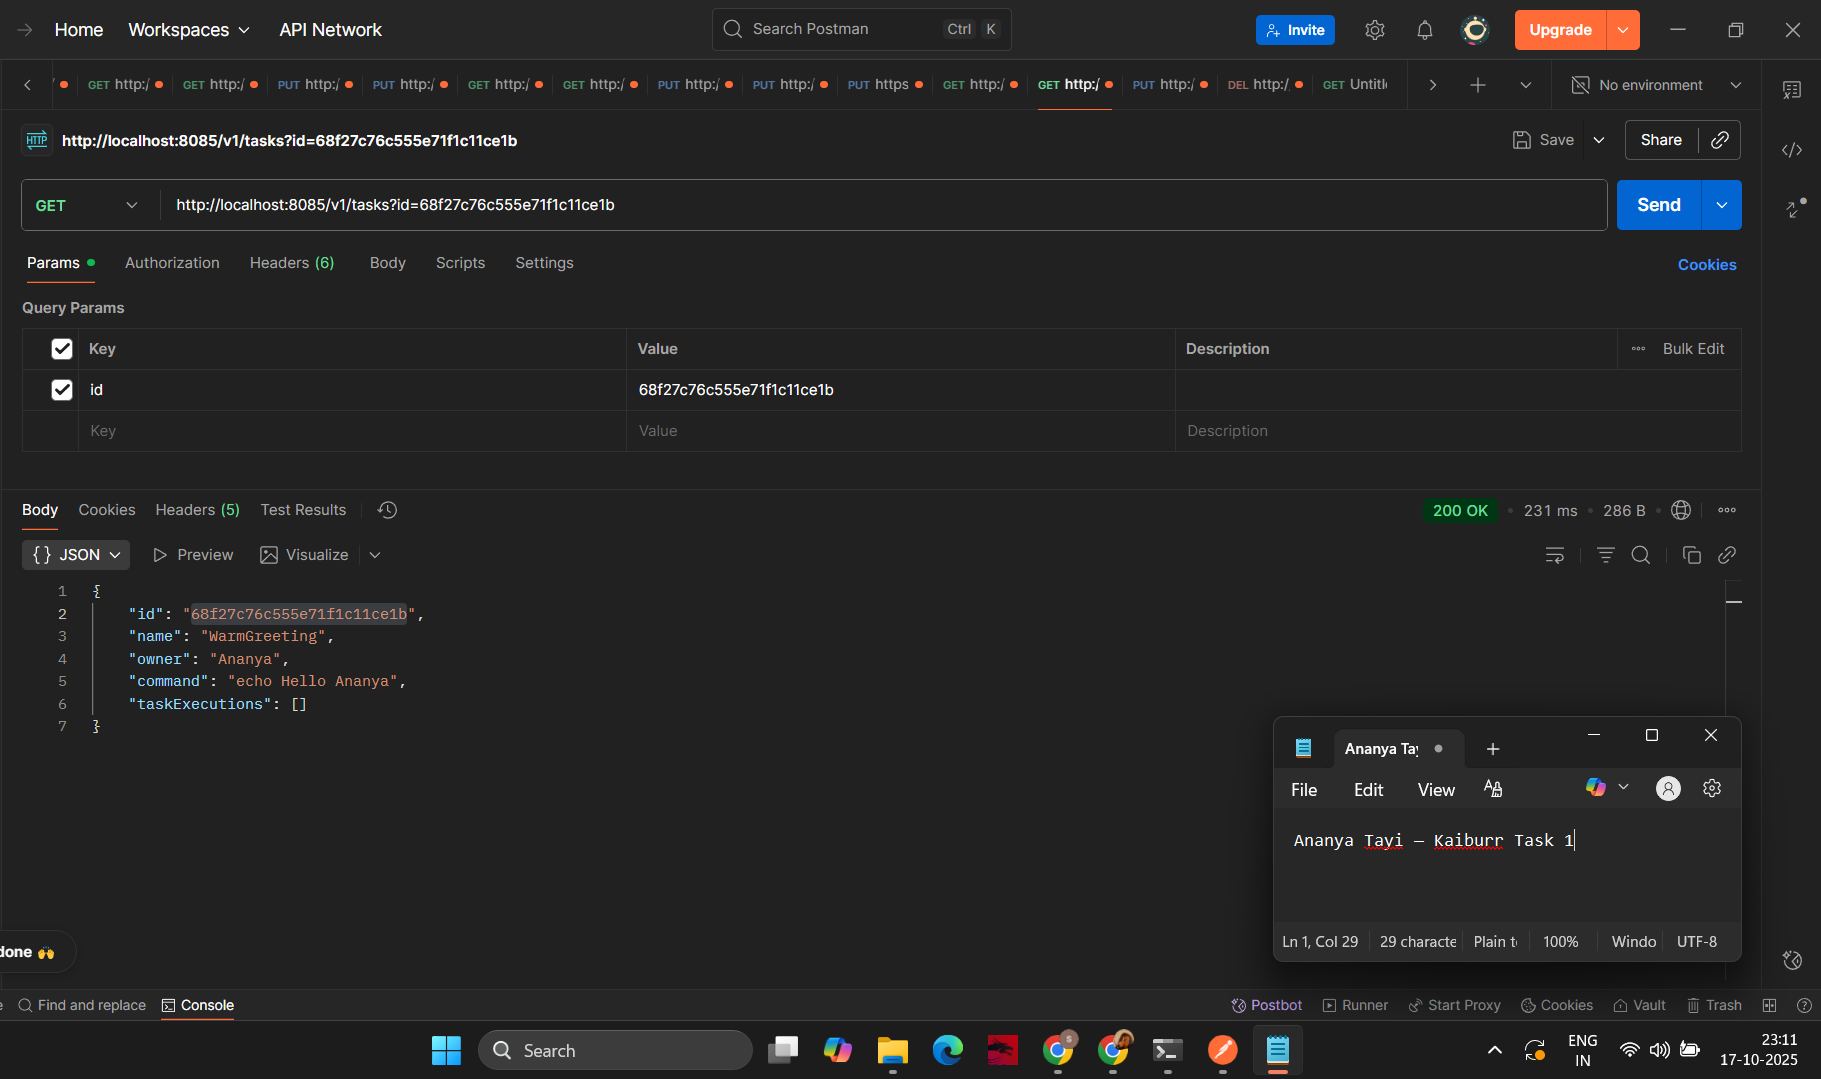 Home Workspaces API Network Search Postman Ctrl K Invite Upgrade
GET http:/ GET http:/ PUT http:/ PUT http:/ GET http:/ GET http:/ PUT http:/ PUT http:/ PUT https GET http:/ GET http:/ PUT http:/ DEL http:/ GET Untitl No environment
HTTP http://localhost:8085/v1/tasks?id=68f27c76c555e71f1c11ce1b Save Share
GET http://localhost:8085/v1/tasks?id=68f27c76c555e71f1c11ce1b Send
Params Authorization Headers (6) Body Scripts Settings Cookies
Query Params
Key Value Description Bulk Edit
id 68f27c76c555e71f1c11ce1b
Key Value Description
Body Cookies Headers (5) Test Results 200 OK 231 ms 286 B
{} JSON Preview Visualize
1 {
2 "id": "68f27c76c555e71f1c11ce1b",
3 "name": "WarmGreeting",
4 "owner": "Ananya",
5 "command": "echo Hello Ananya",
6 "taskExecutions": []
7 }
Ananya Tay
File Edit View
Ananya Tayi – Kaiburr Task 1
Ln 1, Col 29 29 characte Plain t 100% Windo UTF-8
done 🙌
Find and replace Console Postbot Runner Start Proxy Cookies Vault Trash
Search ENG IN 23:11
17-10-2025